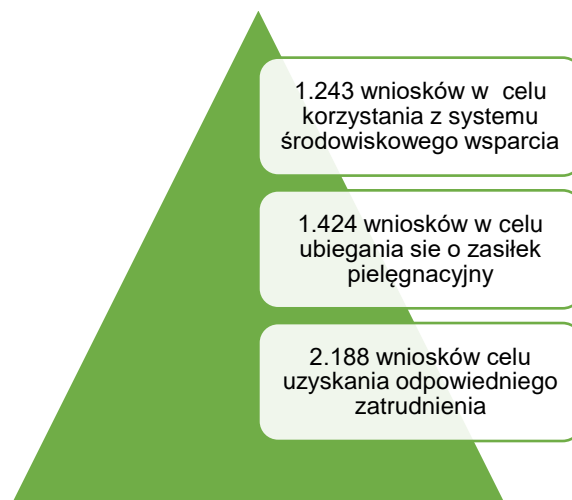 1.243 wniosków w  celu
korzystania z systemu
środowiskowego wsparcia
1.424 wniosków w celu
ubiegania sie o zasiłek
pielęgnacyjny
2.188 wniosków celu
uzyskania odpowiedniego
zatrudnienia